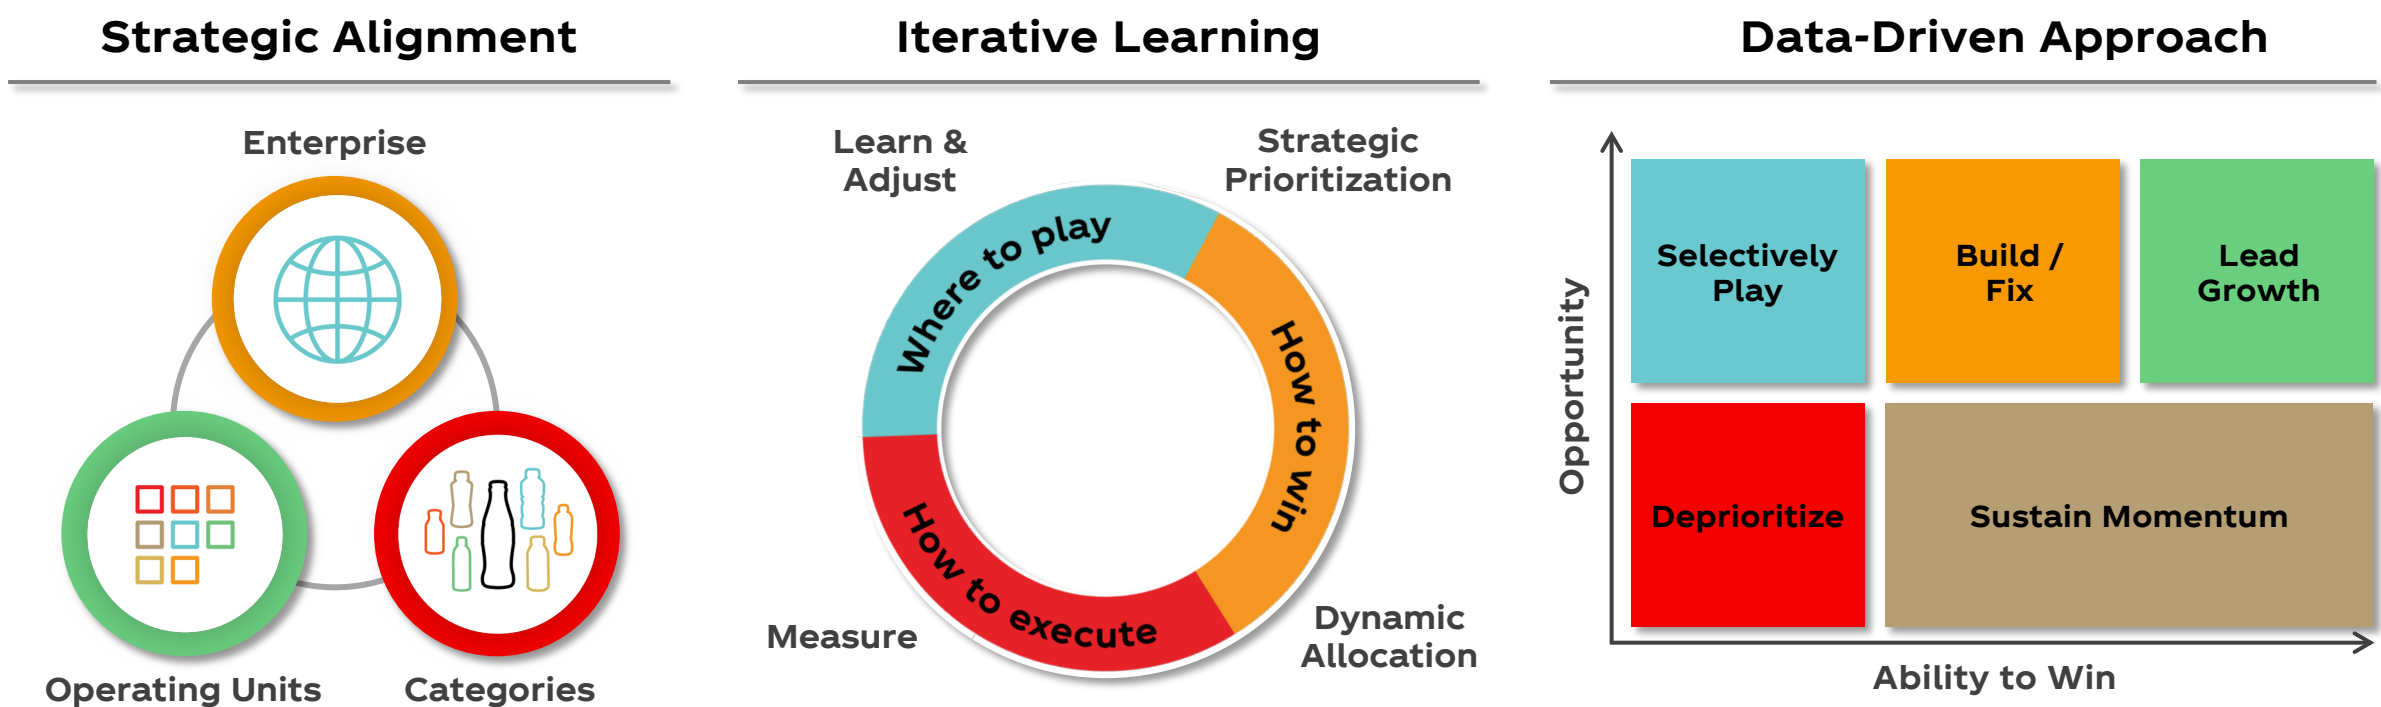 Strategic Alignment
Enterprise
Operating Units
Categories
Iterative Learning
Learn &
Adjust
Strategic
Prioritization
Where to play
How to win
How to execute
Measure
Dynamic
Allocation
Data-Driven Approach
Opportunity
Selectively
Play
Build /
Fix
Lead
Growth
Deprioritize
Sustain Momentum
Ability to Win